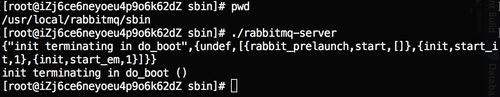 [root@iZj6ce6neyoeu4p9o6k62dZ sbin]# pwd
/usr/local/rabbitmq/sbin
[root@iZj6ce6neyoeu4p9o6k62dZ sbin]# ./rabbitmq-server
{"init terminating in do_boot",{undef,[{rabbit_prelaunch,start,[]},{init,start_i
t,1},{init,start_em,1}]}}
init terminating in do_boot ()
[root@iZj6ce6neyoeu4p9o6k62dZ sbin]#